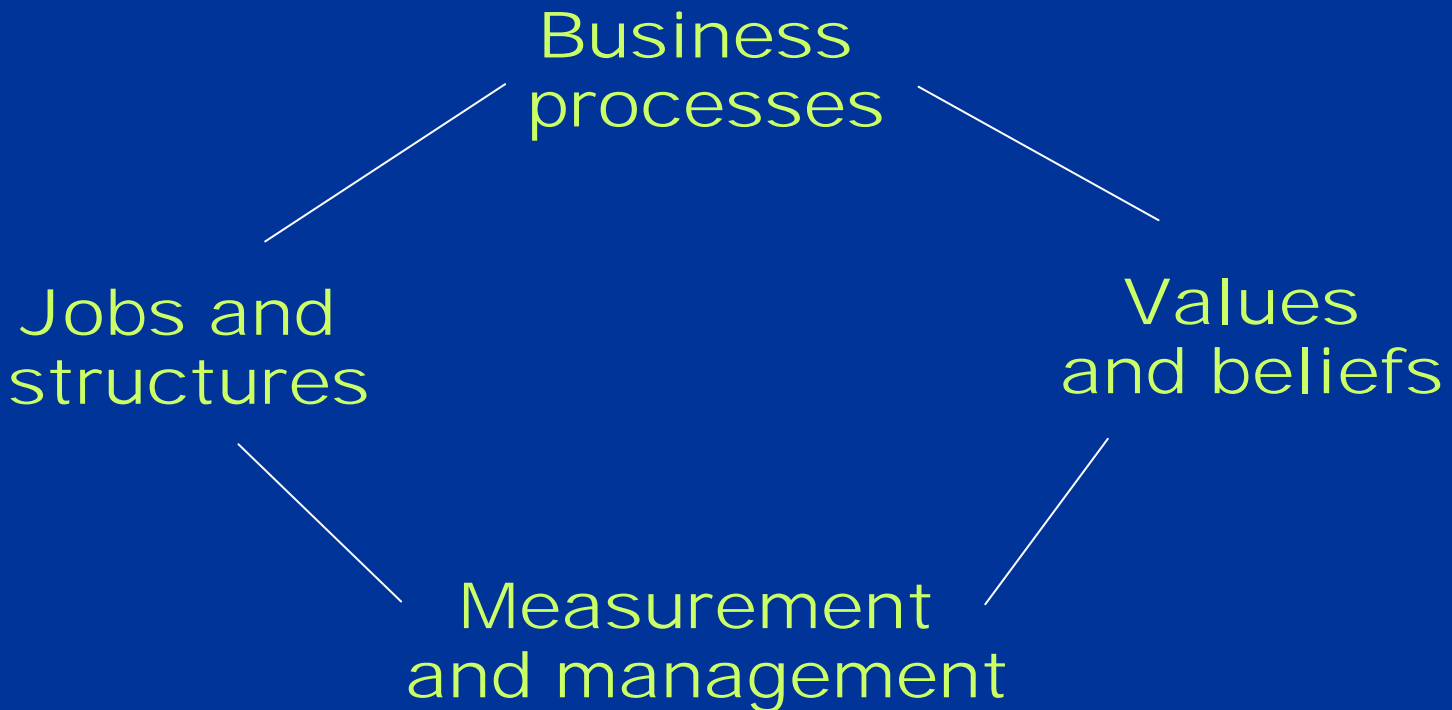 Business
processes
Jobs and
structures
Values
and beliefs
Measurement
and management